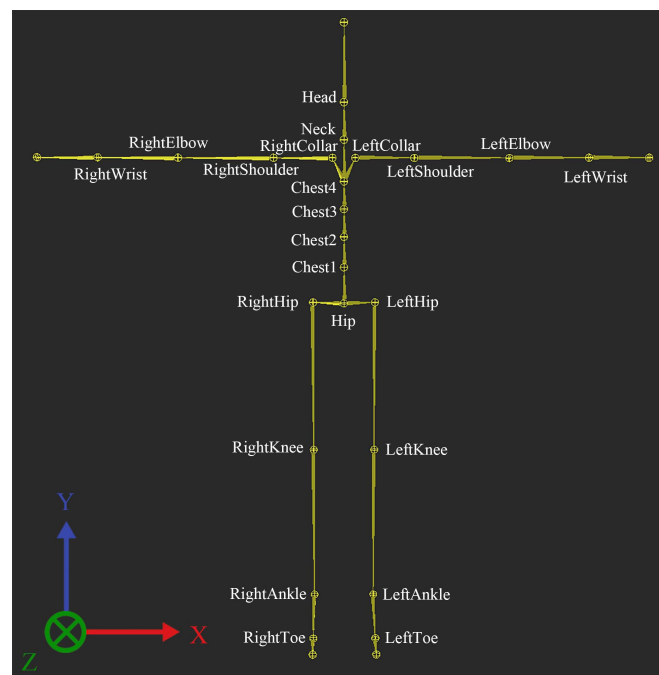 Head
Neck
RightElbow
RightCollar
LeftCollar
LeftElbow
RightWrist
RightShoulder
LeftShoulder
LeftWrist
Chest4
Chest3
Chest2
Chest1
RightHip
LeftHip
Hip
RightKnee
LeftKnee
Y
RightAnkle
LeftAnkle
X
RightToe
LeftToe
Z